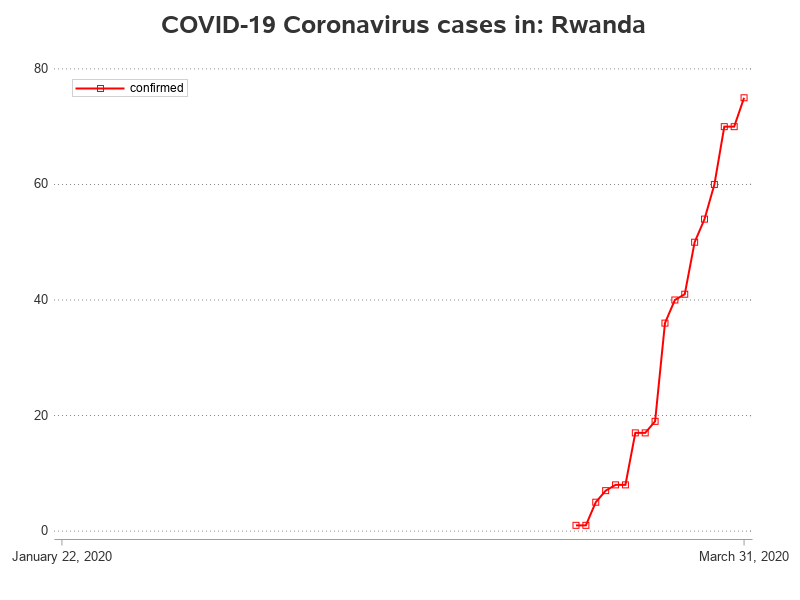 COVID-19 Coronavirus cases in: Rwanda
80
confirmed
60
40
20
0
January 22, 2020
March 31, 2020